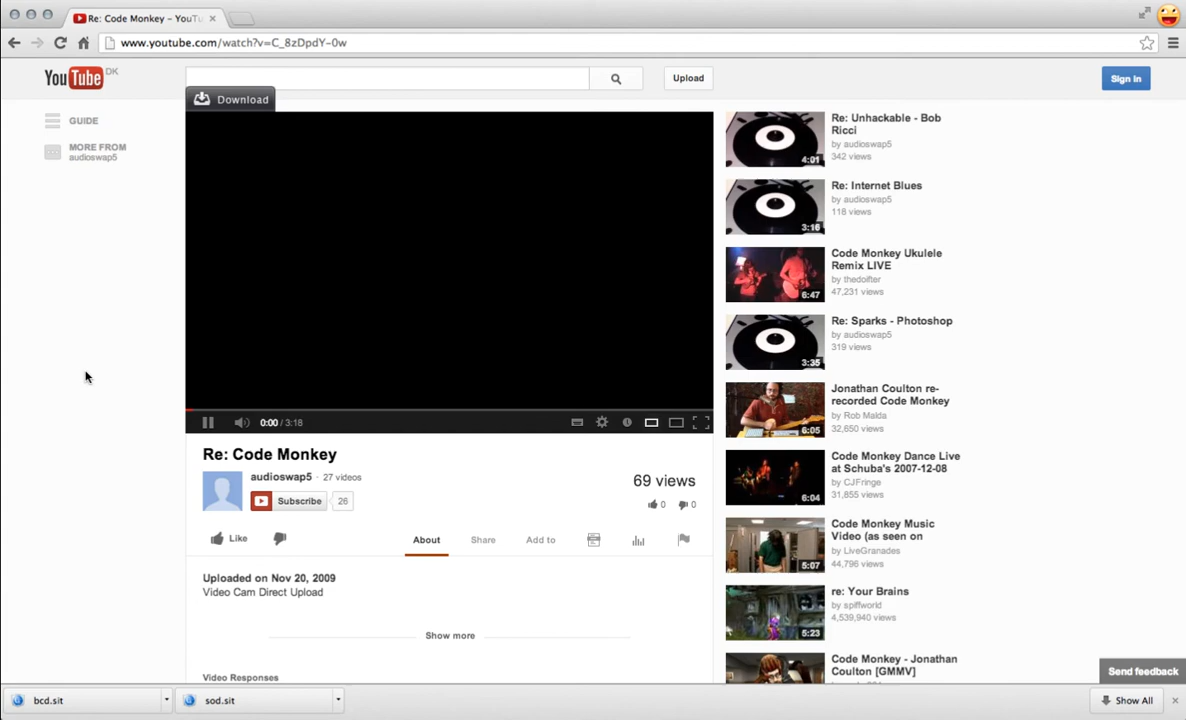 Re: Code Monkey – YouTu
www.youtube.com/watch?v=C_8zDpdY-0w
YouTube DK
Upload
Sign in
Download
GUIDE
MORE FROM
audioswap5
0:00 / 3:18
Re: Code Monkey
audioswap5 · 27 videos
Subscribe 26
69 views
0 0
Like
About
Share
Add to
Uploaded on Nov 20, 2009
Video Cam Direct Upload
Show more
Video Responses
4:01
Re: Unhackable - Bob
Ricci
by audioswap5
342 views
3:16
Re: Internet Blues
by audioswap5
118 views
6:47
Code Monkey Ukulele
Remix LIVE
by thedoifter
47,231 views
3:35
Re: Sparks - Photoshop
by audioswap5
319 views
6:05
Jonathan Coulton re-
recorded Code Monkey
by Rob Malda
32,650 views
6:04
Code Monkey Dance Live
at Schuba's 2007-12-08
by CJFringe
31,855 views
5:07
Code Monkey Music
Video (as seen on
by LiveGranades
44,796 views
5:23
re: Your Brains
by spiffworld
4,539,940 views
Code Monkey - Jonathan
Coulton [GMMV]
Send feedback
bcd.sit
sod.sit
Show All